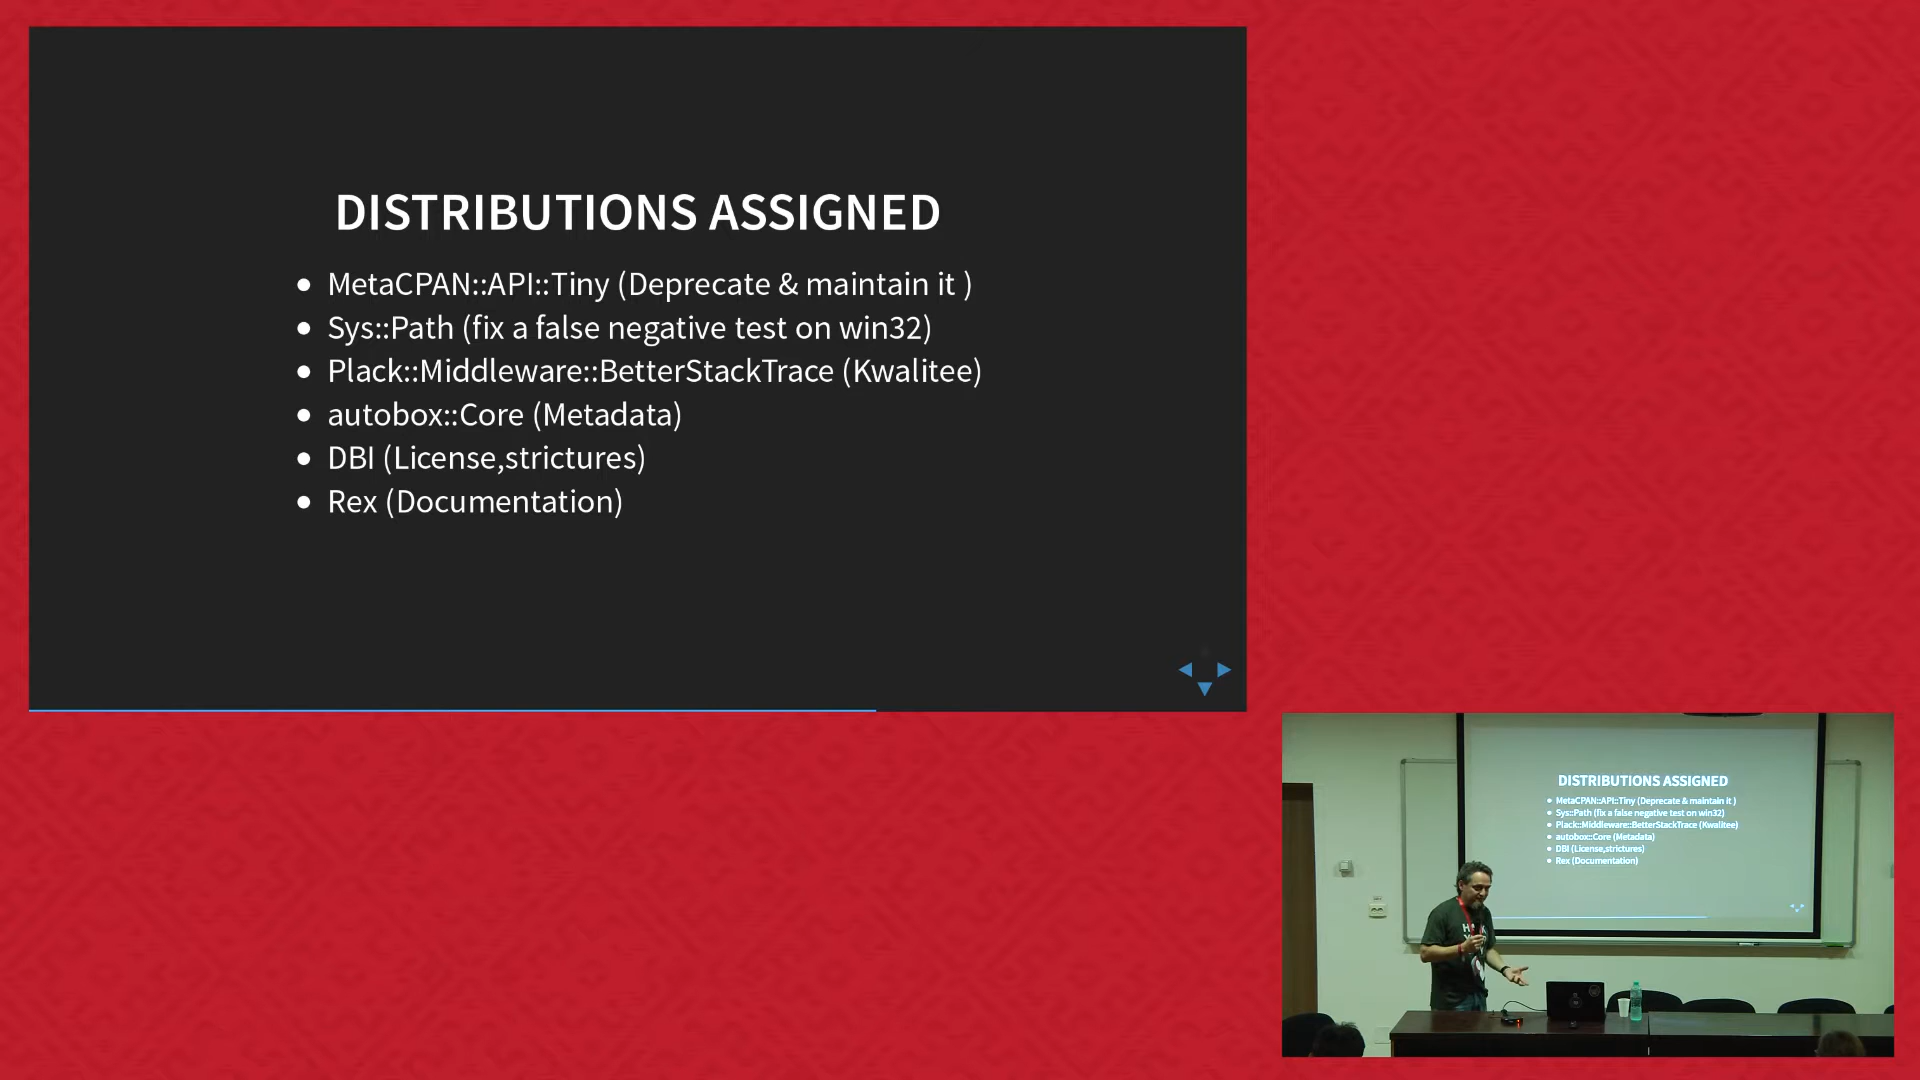 DISTRIBUTIONS ASSIGNED
MetaCPAN::API::Tiny (Deprecate & maintain it )
Sys::Path (fix a false negative test on win32)
Plack::Middleware::BetterStackTrace (Kwalitee)
autobox::Core (Metadata)
DBI (License,strictures)
Rex (Documentation)
DISTRIBUTIONS ASSIGNED
MetaCPAN::API::Tiny (Deprecate & maintain it )
Sys::Path (fix a false negative test on win32)
Plack::Middleware::BetterStackTrace (Kwalitee)
autobox::Core (Metadata)
DBI (License,strictures)
Rex (Documentation)